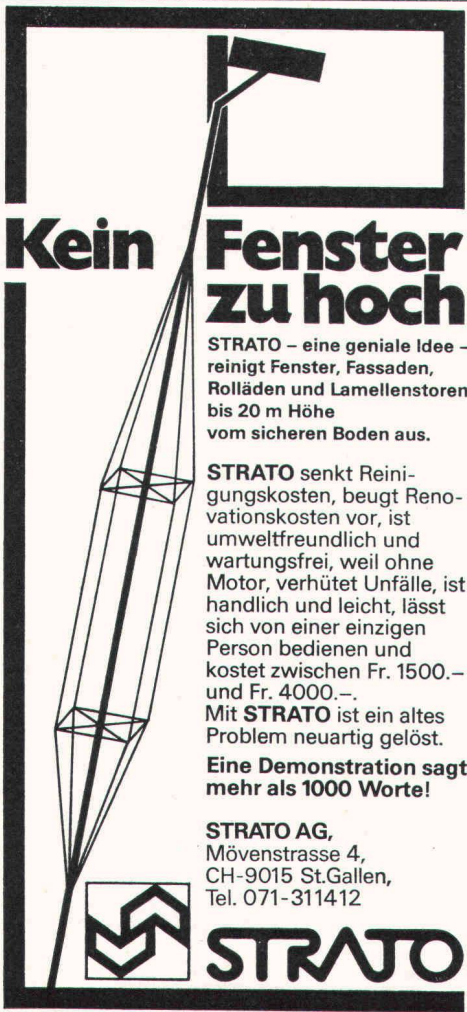 Kein Fenster
zu hoch
STRATO – eine geniale Idee –
reinigt Fenster, Fassaden,
Rolläden und Lamellenstoren
bis 20 m Höhe
vom sicheren Boden aus.
STRATO senkt Reini-
gungskosten, beugt Reno-
vationskosten vor, ist
umweltfreundlich und
wartungsfrei, weil ohne
Motor, verhütet Unfälle, ist
handlich und leicht, lässt
sich von einer einzigen
Person bedienen und
kostet zwischen Fr. 1500.–
und Fr. 4000.–.
Mit STRATO ist ein altes
Problem neuartig gelöst.
Eine Demonstration sagt
mehr als 1000 Worte!
STRATO AG,
Mövenstrasse 4,
CH-9015 St.Gallen,
Tel. 071-311412
STRATO